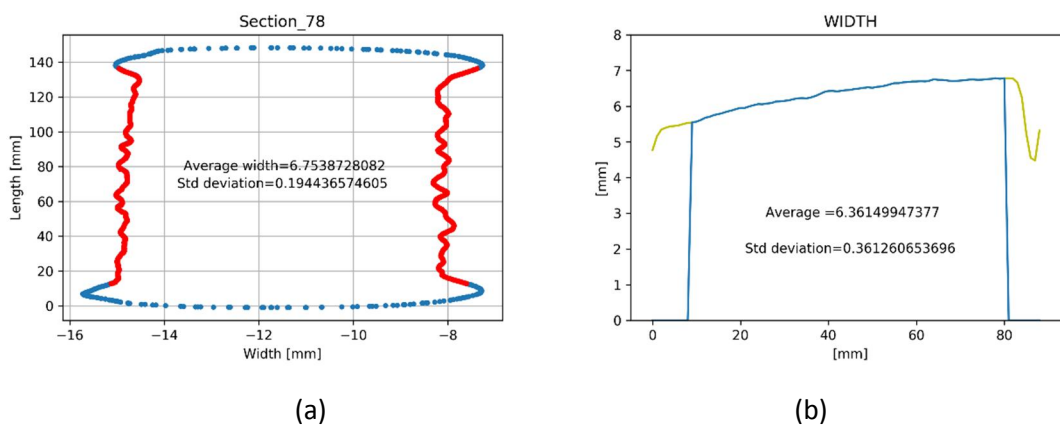 Section_78
140
120
100
80
60
40
20
0
Length [mm]
Average width=6.7538728082
Std deviation=0.194436574605
−16
−14
−12
−10
−8
Width [mm]
(a)
WIDTH
8
7
6
5
4
3
2
1
0
[mm]
Average =6.36149947377
Std deviation=0.361260653696
0
20
40
60
80
[mm]
(b)